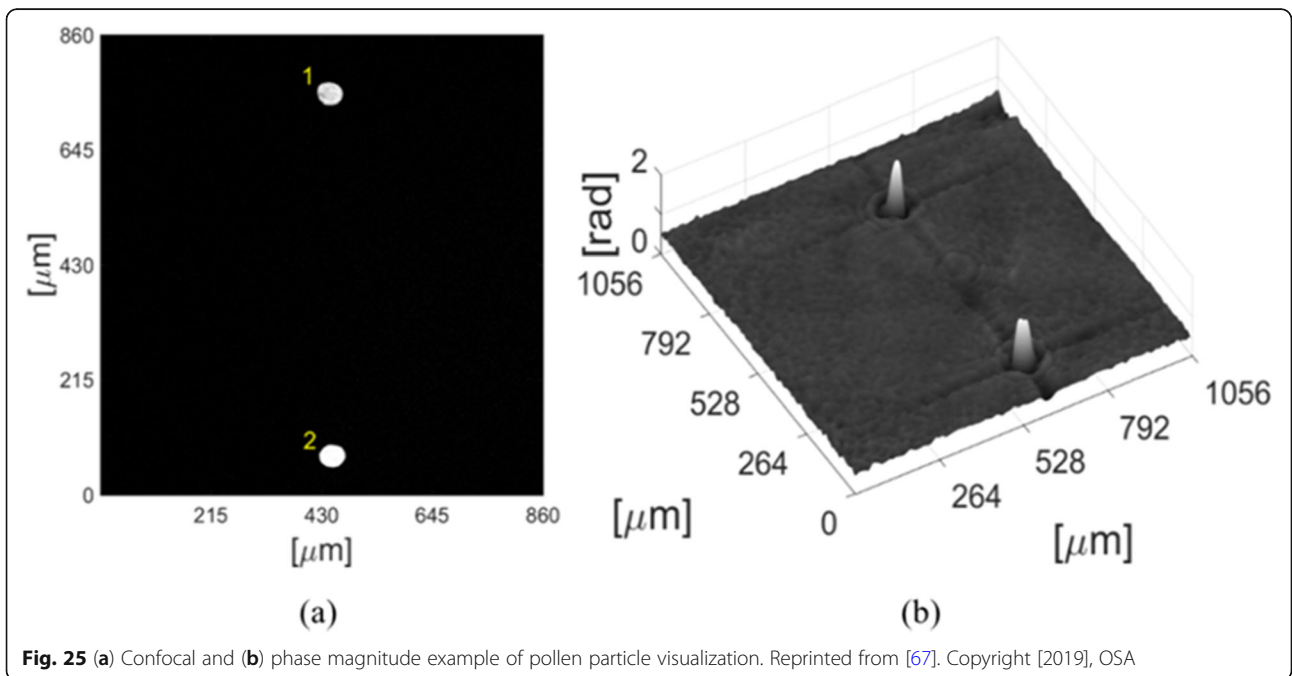 860
645
430
215
0
[μm]
1
2
215 430 645 860
[μm]
(a)
2
0
[rad]
1056
792
528
264
0
[μm]
264
528
792
1056
[μm]
(b)
Fig. 25 (a) Confocal and (b) phase magnitude example of pollen particle visualization. Reprinted from [67]. Copyright [2019], OSA